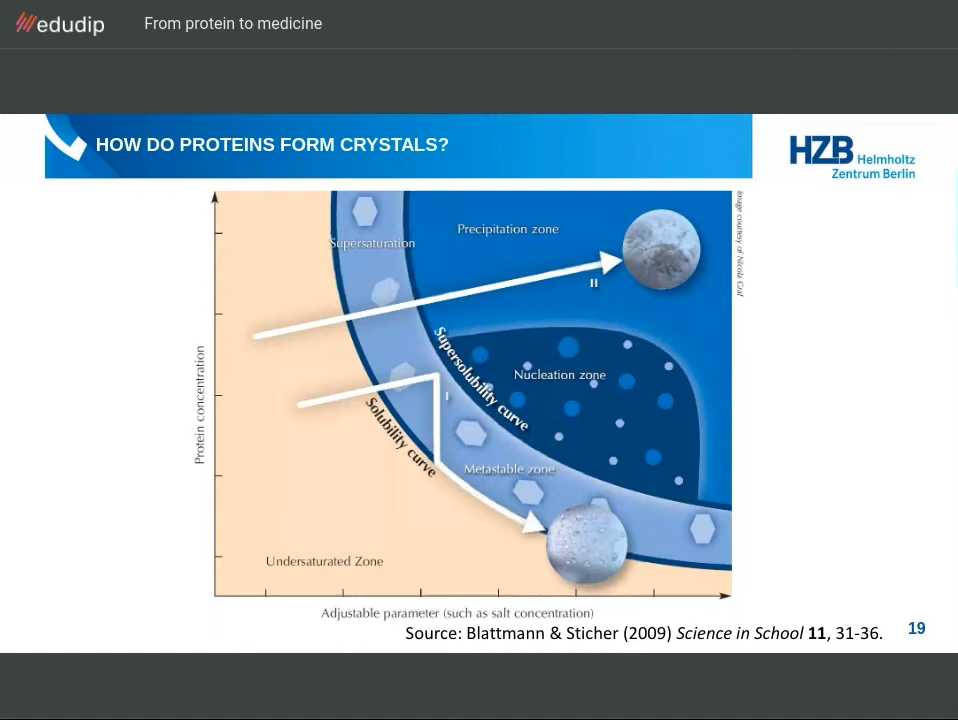 edudip
From protein to medicine
HOW DO PROTEINS FORM CRYSTALS?
HZB Helmholtz
Zentrum Berlin
Image courtesy of Nicola Graf
Supersaturation
Precipitation zone
II
Supersolubility curve
Nucleation zone
I
Solubility curve
Metastable zone
Undersaturated Zone
Protein concentration
Adjustable parameter (such as salt concentration)
Source: Blattmann & Sticher (2009) Science in School 11, 31-36.
19